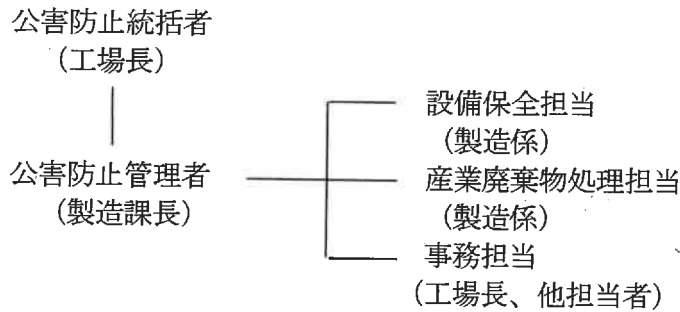 公害防止統括者
(工場長)
公害防止管理者
(製造課長)
設備保全担当
(製造係)
産業廃棄物処理担当
(製造係)
事務担当
(工場長、他担当者)